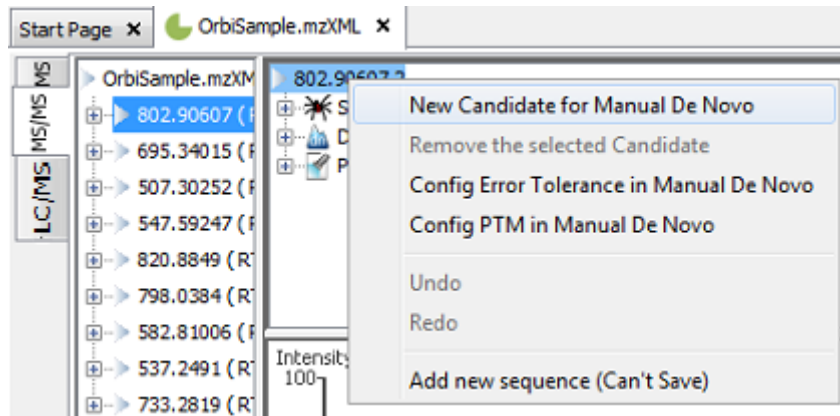 Start Page
OrbiSample.mzXML
MS
MS/MS
LC/MS
OrbiSample.mzXM
802.90607 (
695.34015 (
507.30252 (
547.59247 (
820.8849 (R
798.0384 (R
582.81006 (
537.2491 (R
733.2819 (R
802.90607
S
D
P
New Candidate for Manual De Novo
Remove the selected Candidate
Config Error Tolerance in Manual De Novo
Config PTM in Manual De Novo
Undo
Redo
Add new sequence (Can't Save)
Intensity
100